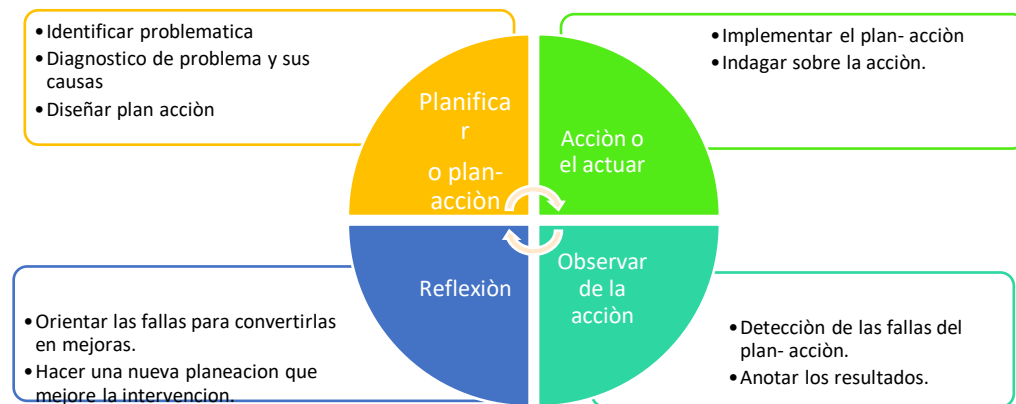 •Identificar problematica
•Diagnostico de problema y sus
causas
•Diseñar plan acciòn
•Implementar el plan- acciòn
•Indagar sobre la acciòn.
Planifica
r
o plan-
acciòn
Acciòn o
el actuar
Reflexiòn
Observar
de la
acciòn
•Orientar las fallas para convertirlas
en mejoras.
•Hacer una nueva planeacion que
mejore la intervencion.
•Detecciòn de las fallas del
plan- acciòn.
•Anotar los resultados.